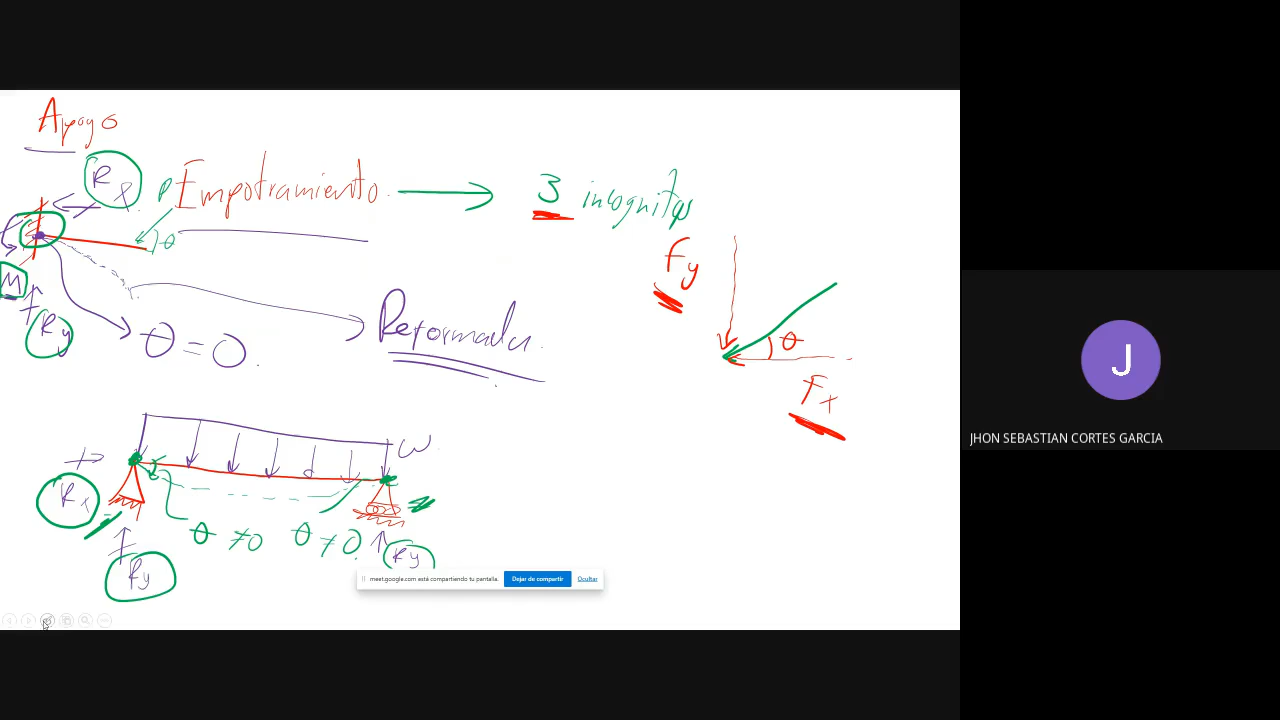 Apoyo
Rx
P
Empotramiento.
3 incognitas
θ
M
Ry
θ = 0.
Fy
θ
Fx
ω
Rx
θ ≠ 0
θ ≠ 0.
Ry
Ry
meet.google.com está compartiendo tu pantalla.
Dejar de compartir
Ocultar
J
JHON SEBASTIAN CORTES GARCIA